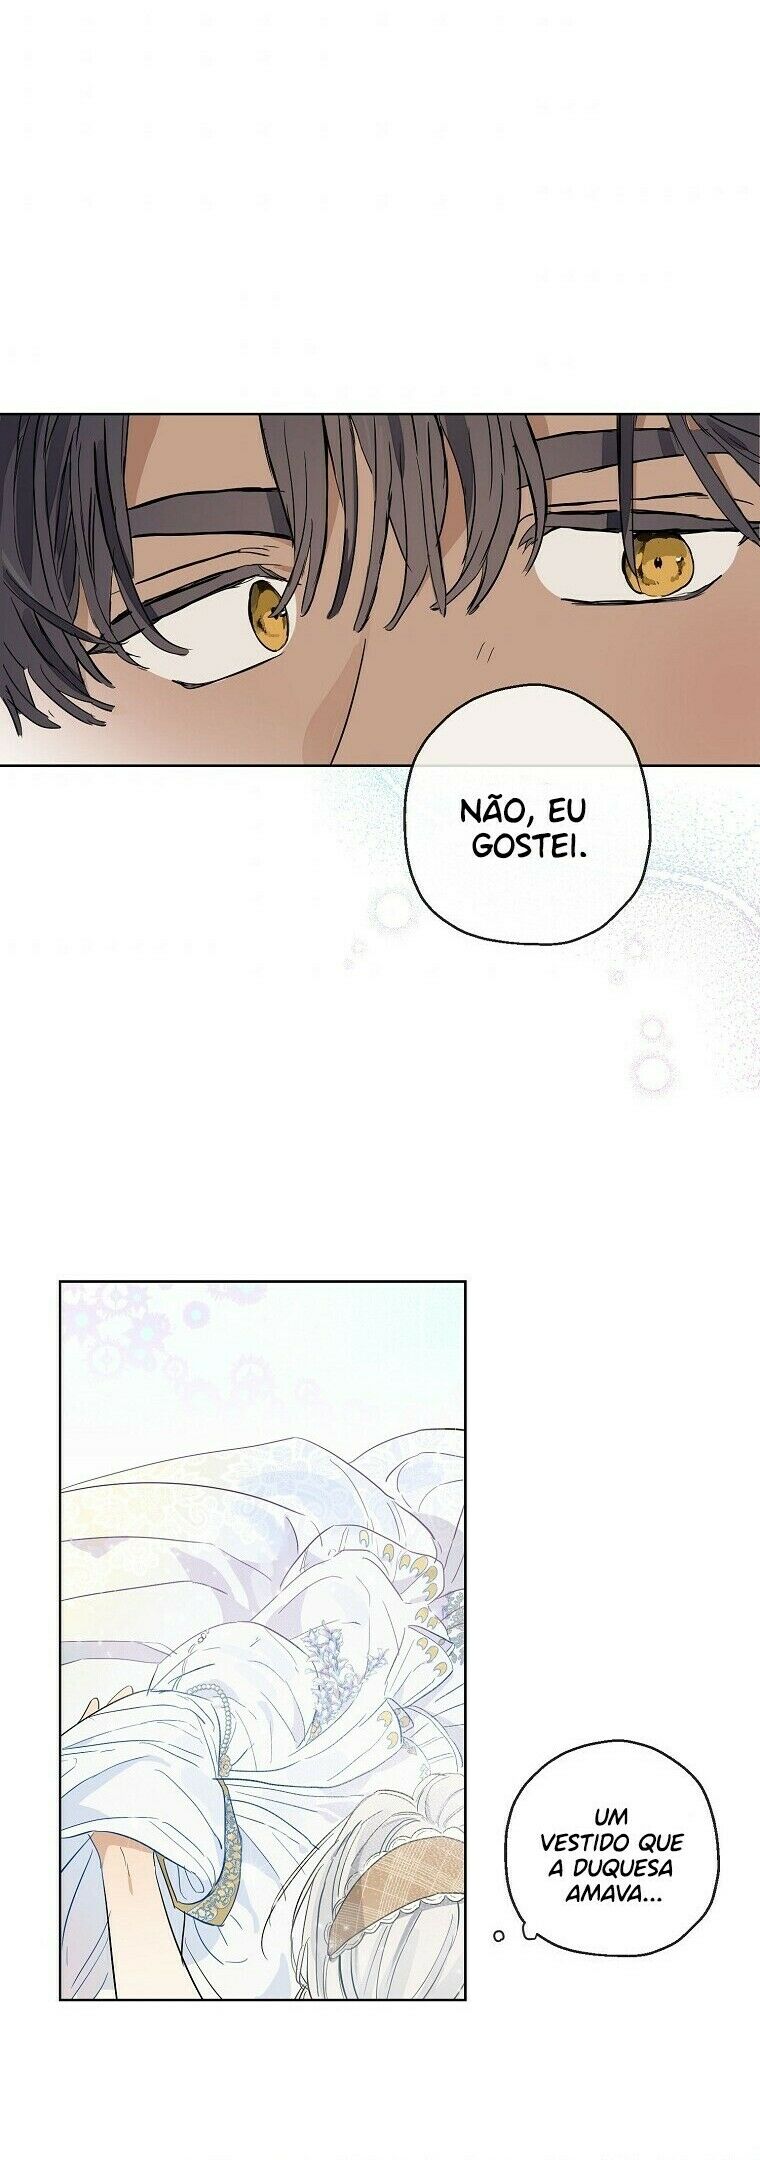 NÃO, EU
GOSTEI.
UM
VESTIDO QUE
A DUQUESA
AMAVA...